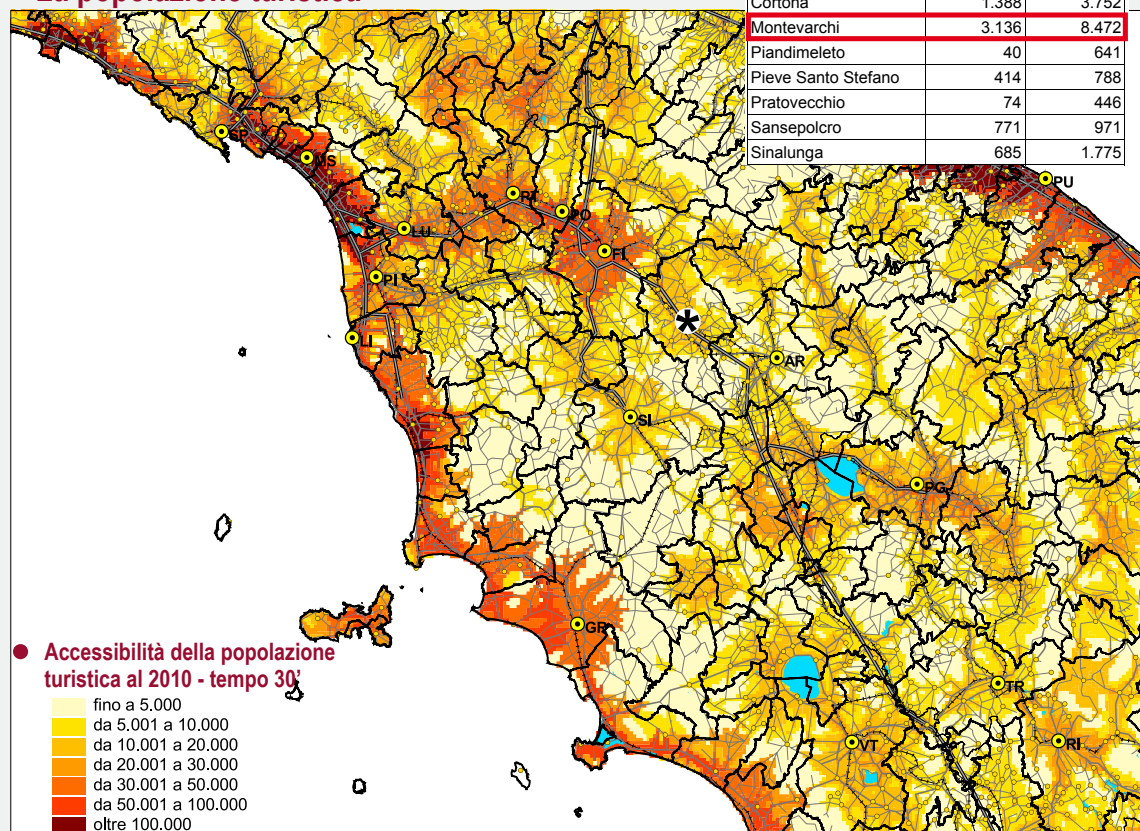 La popolazione turistica
Cortona 1.388 3.752
Montevarchi 3.136 8.472
Piandimeleto 40 641
Pieve Santo Stefano 414 788
Pratovecchio 74 446
Sansepolcro 771 971
Sinalunga 685 1.775
SP
MS
PU
PO
LU
FI
PI
LI
*
AR
SI
PG
GR
TR
VT
RI
Accessibilità della popolazione
turistica al 2010 - tempo 30'
fino a 5.000
da 5.001 a 10.000
da 10.001 a 20.000
da 20.001 a 30.000
da 30.001 a 50.000
da 50.001 a 100.000
oltre 100.000